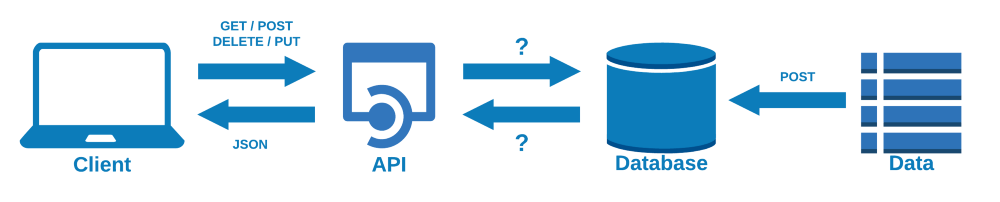 GET / POST
DELETE / PUT
?
POST
JSON
?
Client
API
Database
Data